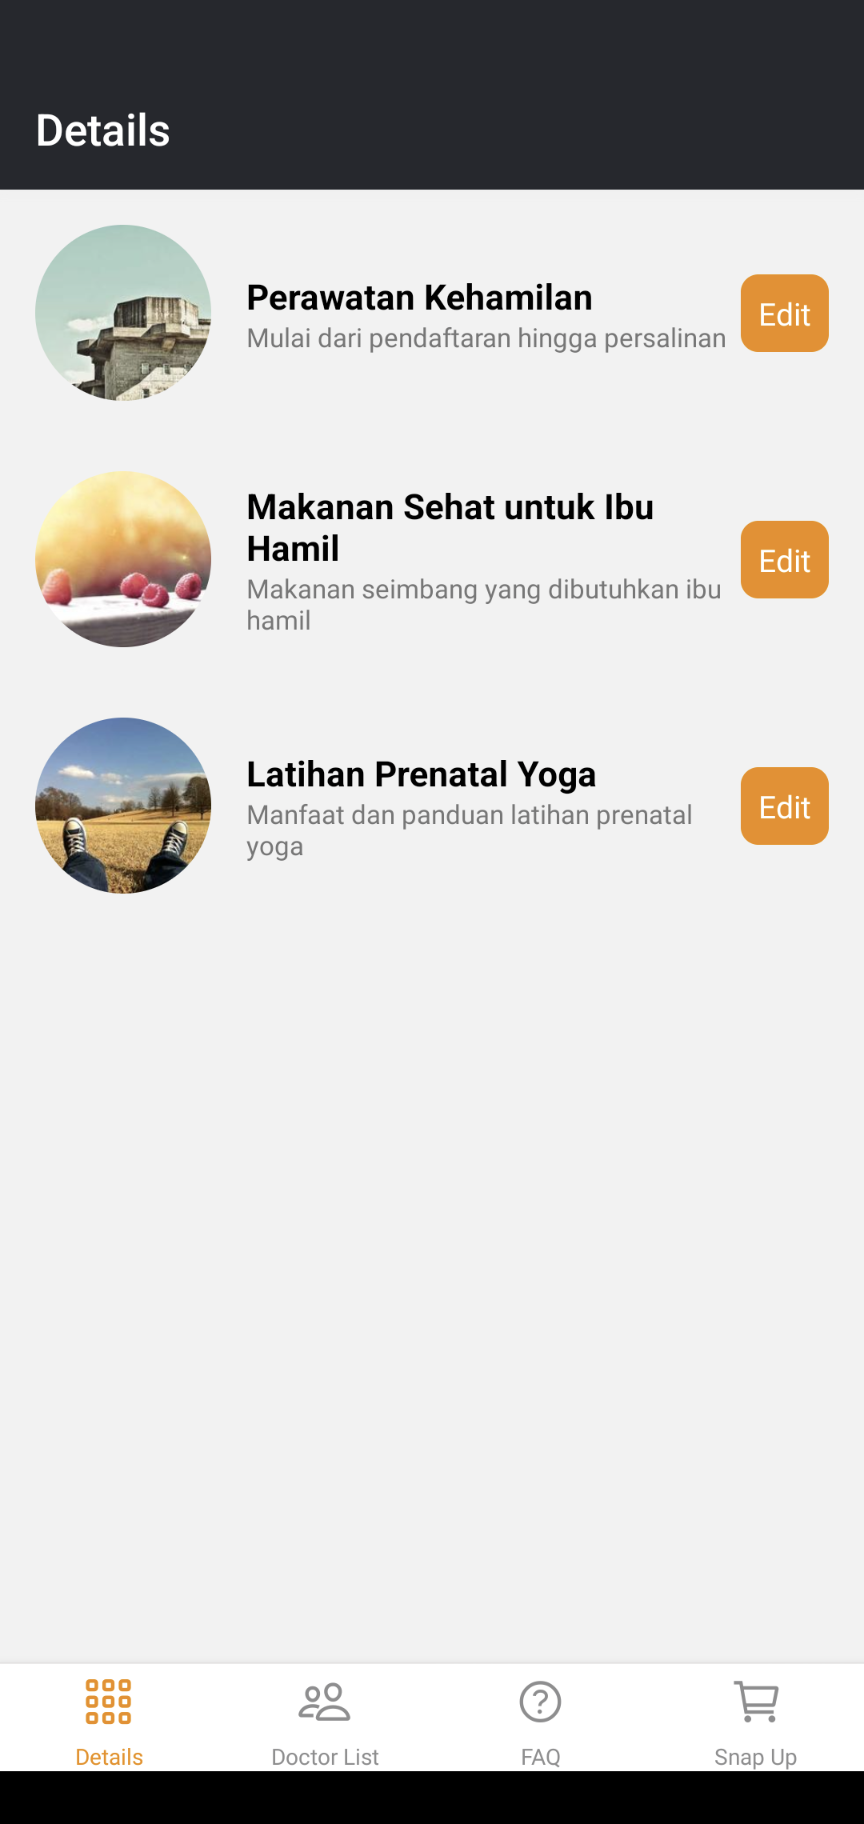 Details
Perawatan Kehamilan
Mulai dari pendaftaran hingga persalinan
Edit
Makanan Sehat untuk Ibu
Hamil
Makanan seimbang yang dibutuhkan ibu
hamil
Edit
Latihan Prenatal Yoga
Manfaat dan panduan latihan prenatal
yoga
Edit
Details
Doctor List
FAQ
Snap Up